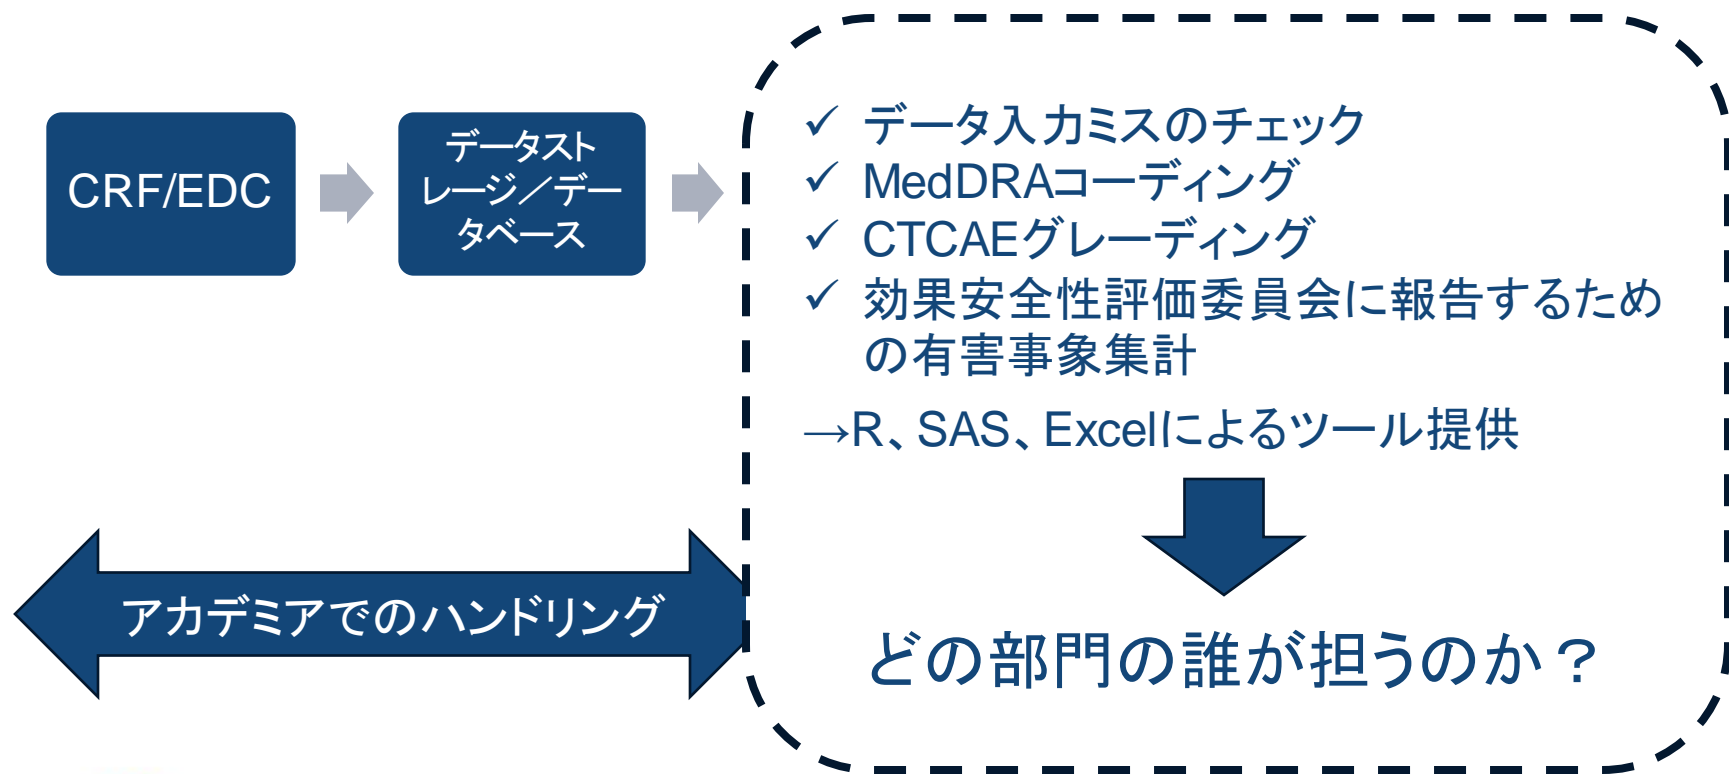 CRF/EDC
データスト
レージ／デー
タベース
✓ データ入力ミスのチェック
✓ MedDRAコーディング
✓ CTCAEグレーディング
✓ 効果安全性評価委員会に報告するため
の有害事象集計
→R、SAS、Excelによるツール提供
アカデミアでのハンドリング
どの部門の誰が担うのか？